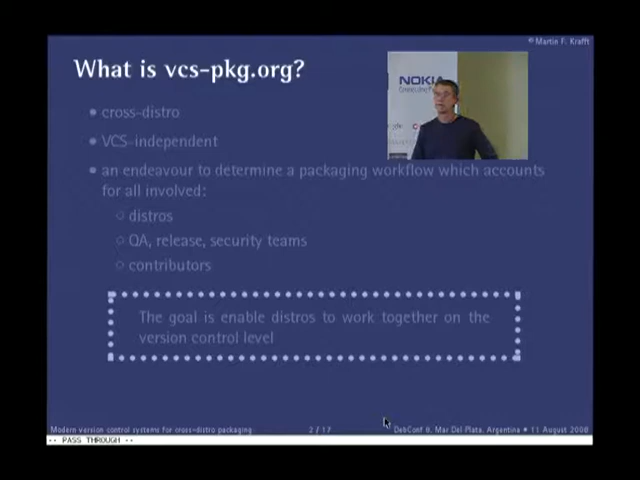 © Martin F. Krafft
What is vcs-pkg.org?
NOKIA
cross-distro
VCS-independent
an endeavour to determine a packaging workflow which accounts
for all involved:
distros
QA, release, security teams
contributors
The goal is enable distros to work together on the
version control level
Modern version control systems for cross-distro packaging
2 / 17
DebConf 8, Mar Del Plata, Argentina • 11 August 2008
-- PASS THROUGH --